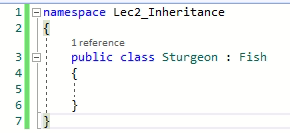 1 namespace Lec2_Inheritance
2 {
1 reference
3 public class Sturgeon : Fish
4 {
5
6 }
7 }